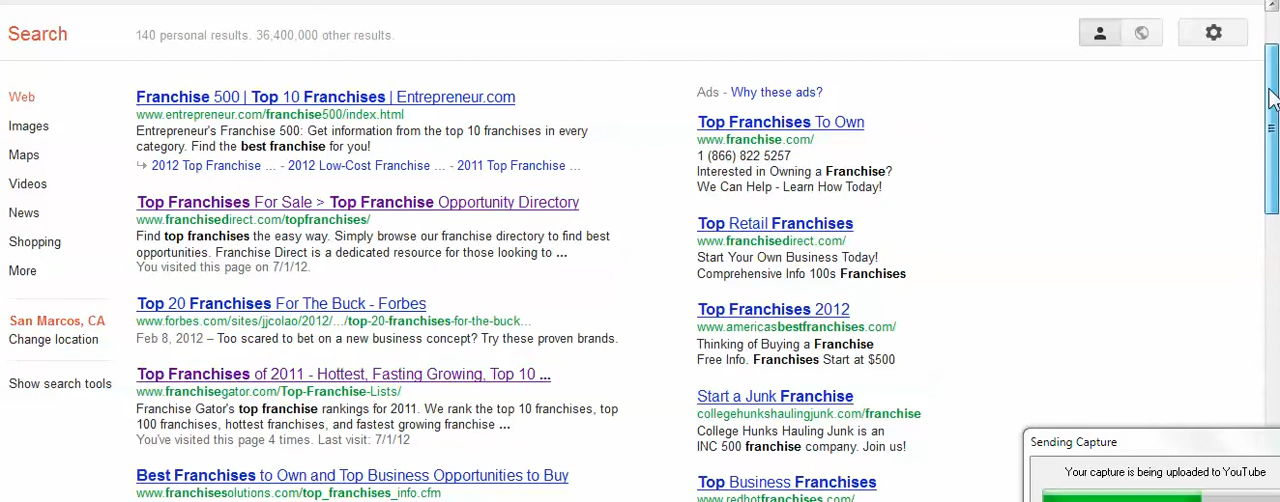 Search
140 personal results. 36,400,000 other results.
Web
Images
Maps
Videos
News
Shopping
More
San Marcos, CA
Change location
Show search tools
Franchise 500 | Top 10 Franchises | Entrepreneur.com
www.entrepreneur.com/franchise500/index.html
Entrepreneur's Franchise 500: Get information from the top 10 franchises in every
category. Find the best franchise for you!
2012 Top Franchise ... - 2012 Low-Cost Franchise ... - 2011 Top Franchise ...
Top Franchises For Sale > Top Franchise Opportunity Directory
www.franchisedirect.com/topfranchises/
Find top franchises the easy way. Simply browse our franchise directory to find best
opportunities. Franchise Direct is a dedicated resource for those looking to ...
You visited this page on 7/1/12.
Top 20 Franchises For The Buck - Forbes
www.forbes.com/sites/jjcolao/2012/.../top-20-franchises-for-the-buck...
Feb 8, 2012 – Too scared to bet on a new business concept? Try these proven brands.
Top Franchises of 2011 - Hottest, Fasting Growing, Top 10 ...
www.franchisegator.com/Top-Franchise-Lists/
Franchise Gator's top franchise rankings for 2011. We rank the top 10 franchises, top
100 franchises, hottest franchises, and fastest growing franchise ...
You've visited this page 4 times. Last visit: 7/1/12
Best Franchises to Own and Top Business Opportunities to Buy
www.franchisesolutions.com/top_franchises_info.cfm
Ads - Why these ads?
Top Franchises To Own
www.franchise.com/
1 (866) 822 5257
Interested in Owning a Franchise?
We Can Help - Learn How Today!
Top Retail Franchises
www.franchisedirect.com/
Start Your Own Business Today!
Comprehensive Info 100s Franchises
Top Franchises 2012
www.americasbestfranchises.com/
Thinking of Buying a Franchise
Free Info. Franchises Start at $500
Start a Junk Franchise
collegehunkshaulingjunk.com/franchise
College Hunks Hauling Junk is an
INC 500 franchise company. Join us!
Top Business Franchises
www.redhotfranchises.com/
Sending Capture
Your capture is being uploaded to YouTube